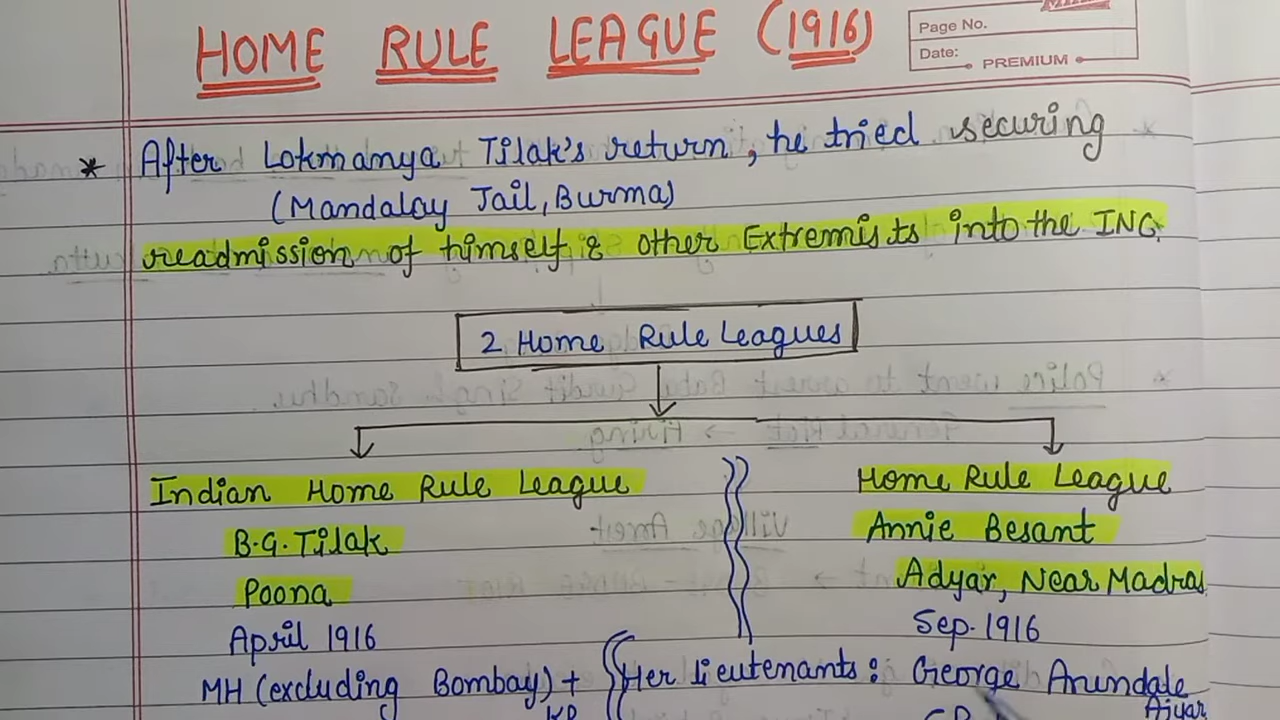 HOME RULE LEAGUE (1916)
Page No.
Date:
PREMIUM
* After Lokmanya Tilak's return, he tried securing
(Mandalay Jail, Burma)
readmission of himself & other Extremists into the INC.
2 Home Rule Leagues
Indian Home Rule League
B.G. Tilak
Poona
April 1916
MH (excluding Bombay) +
Home Rule League
Annie Besant
Adyar, Near Madras
Sep. 1916
Her lieutenants: George Arundale